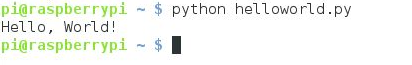 pi@raspberrypi ~ $ python helloworld.py
Hello, World!
pi@raspberrypi ~ $